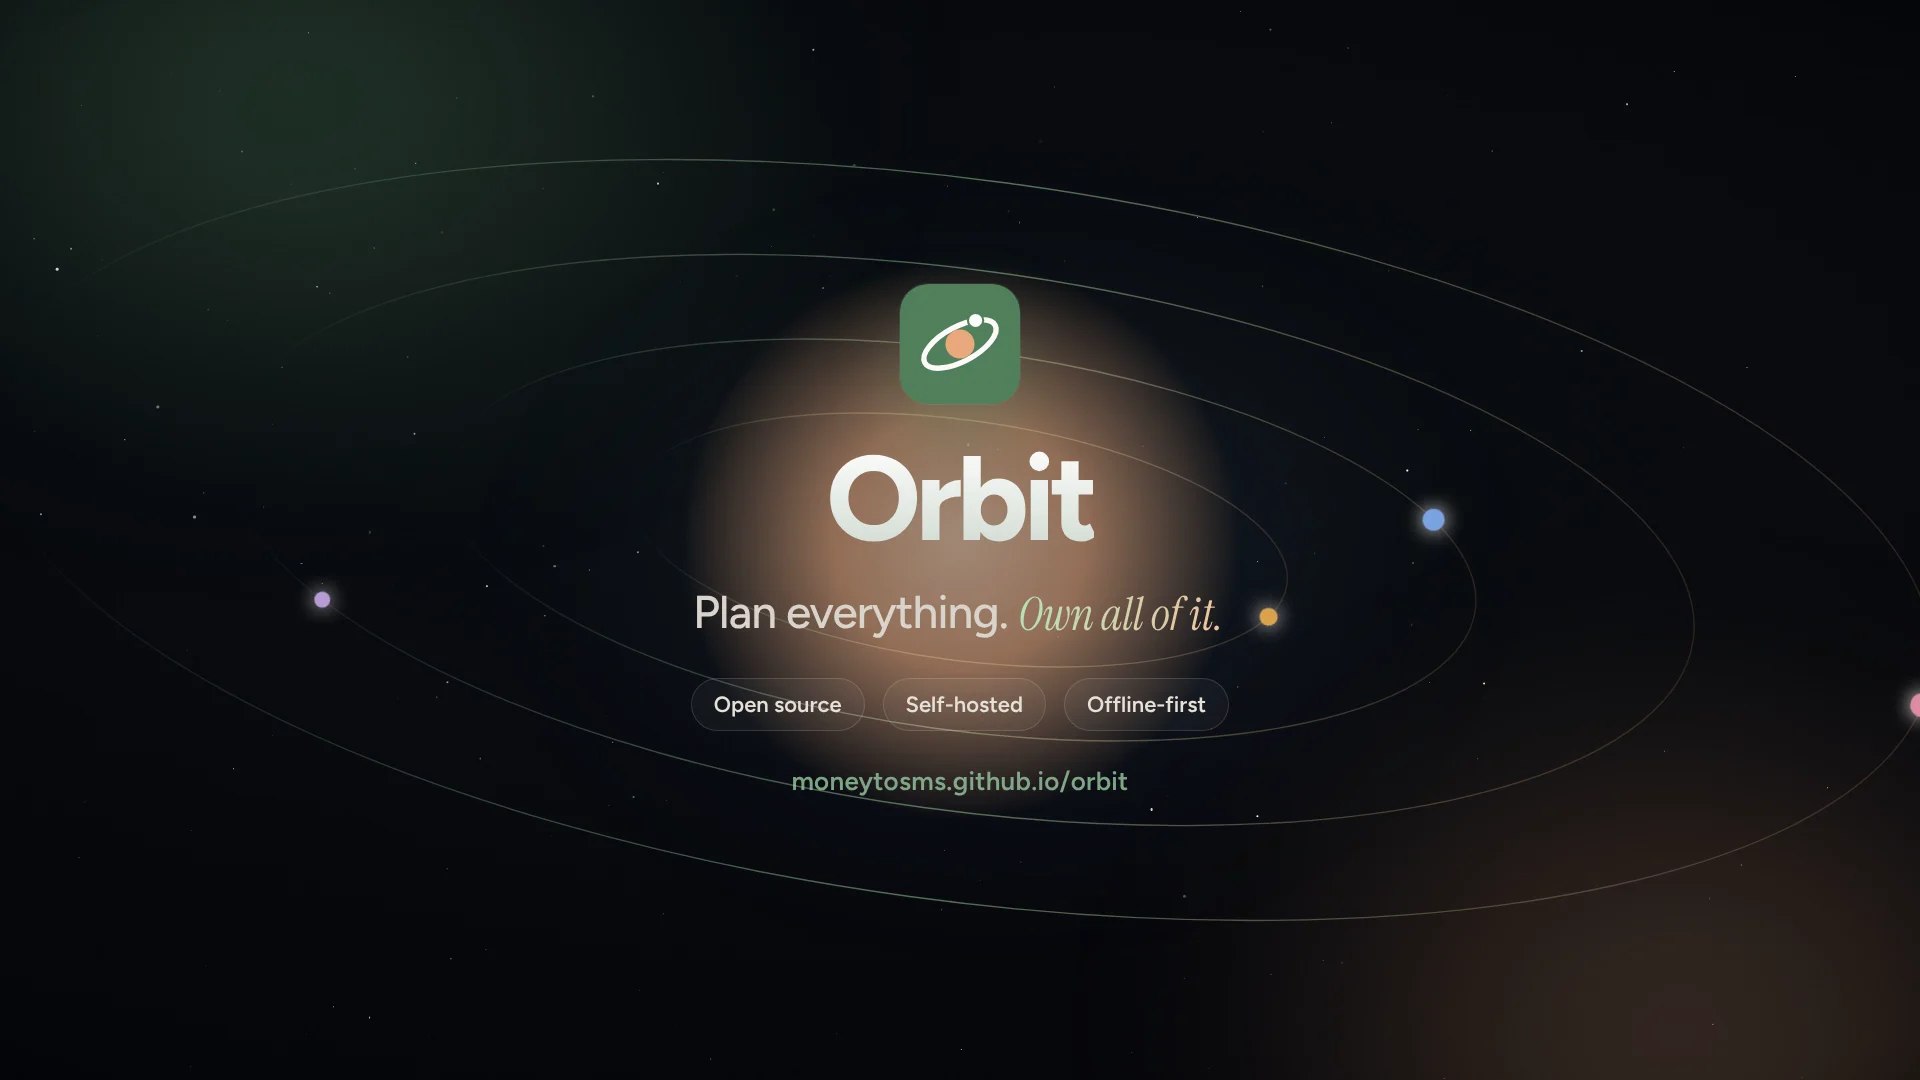 Orbit
Plan everything. Own all of it.
Open source Self-hosted Offline-first
moneytosms.github.io/orbit